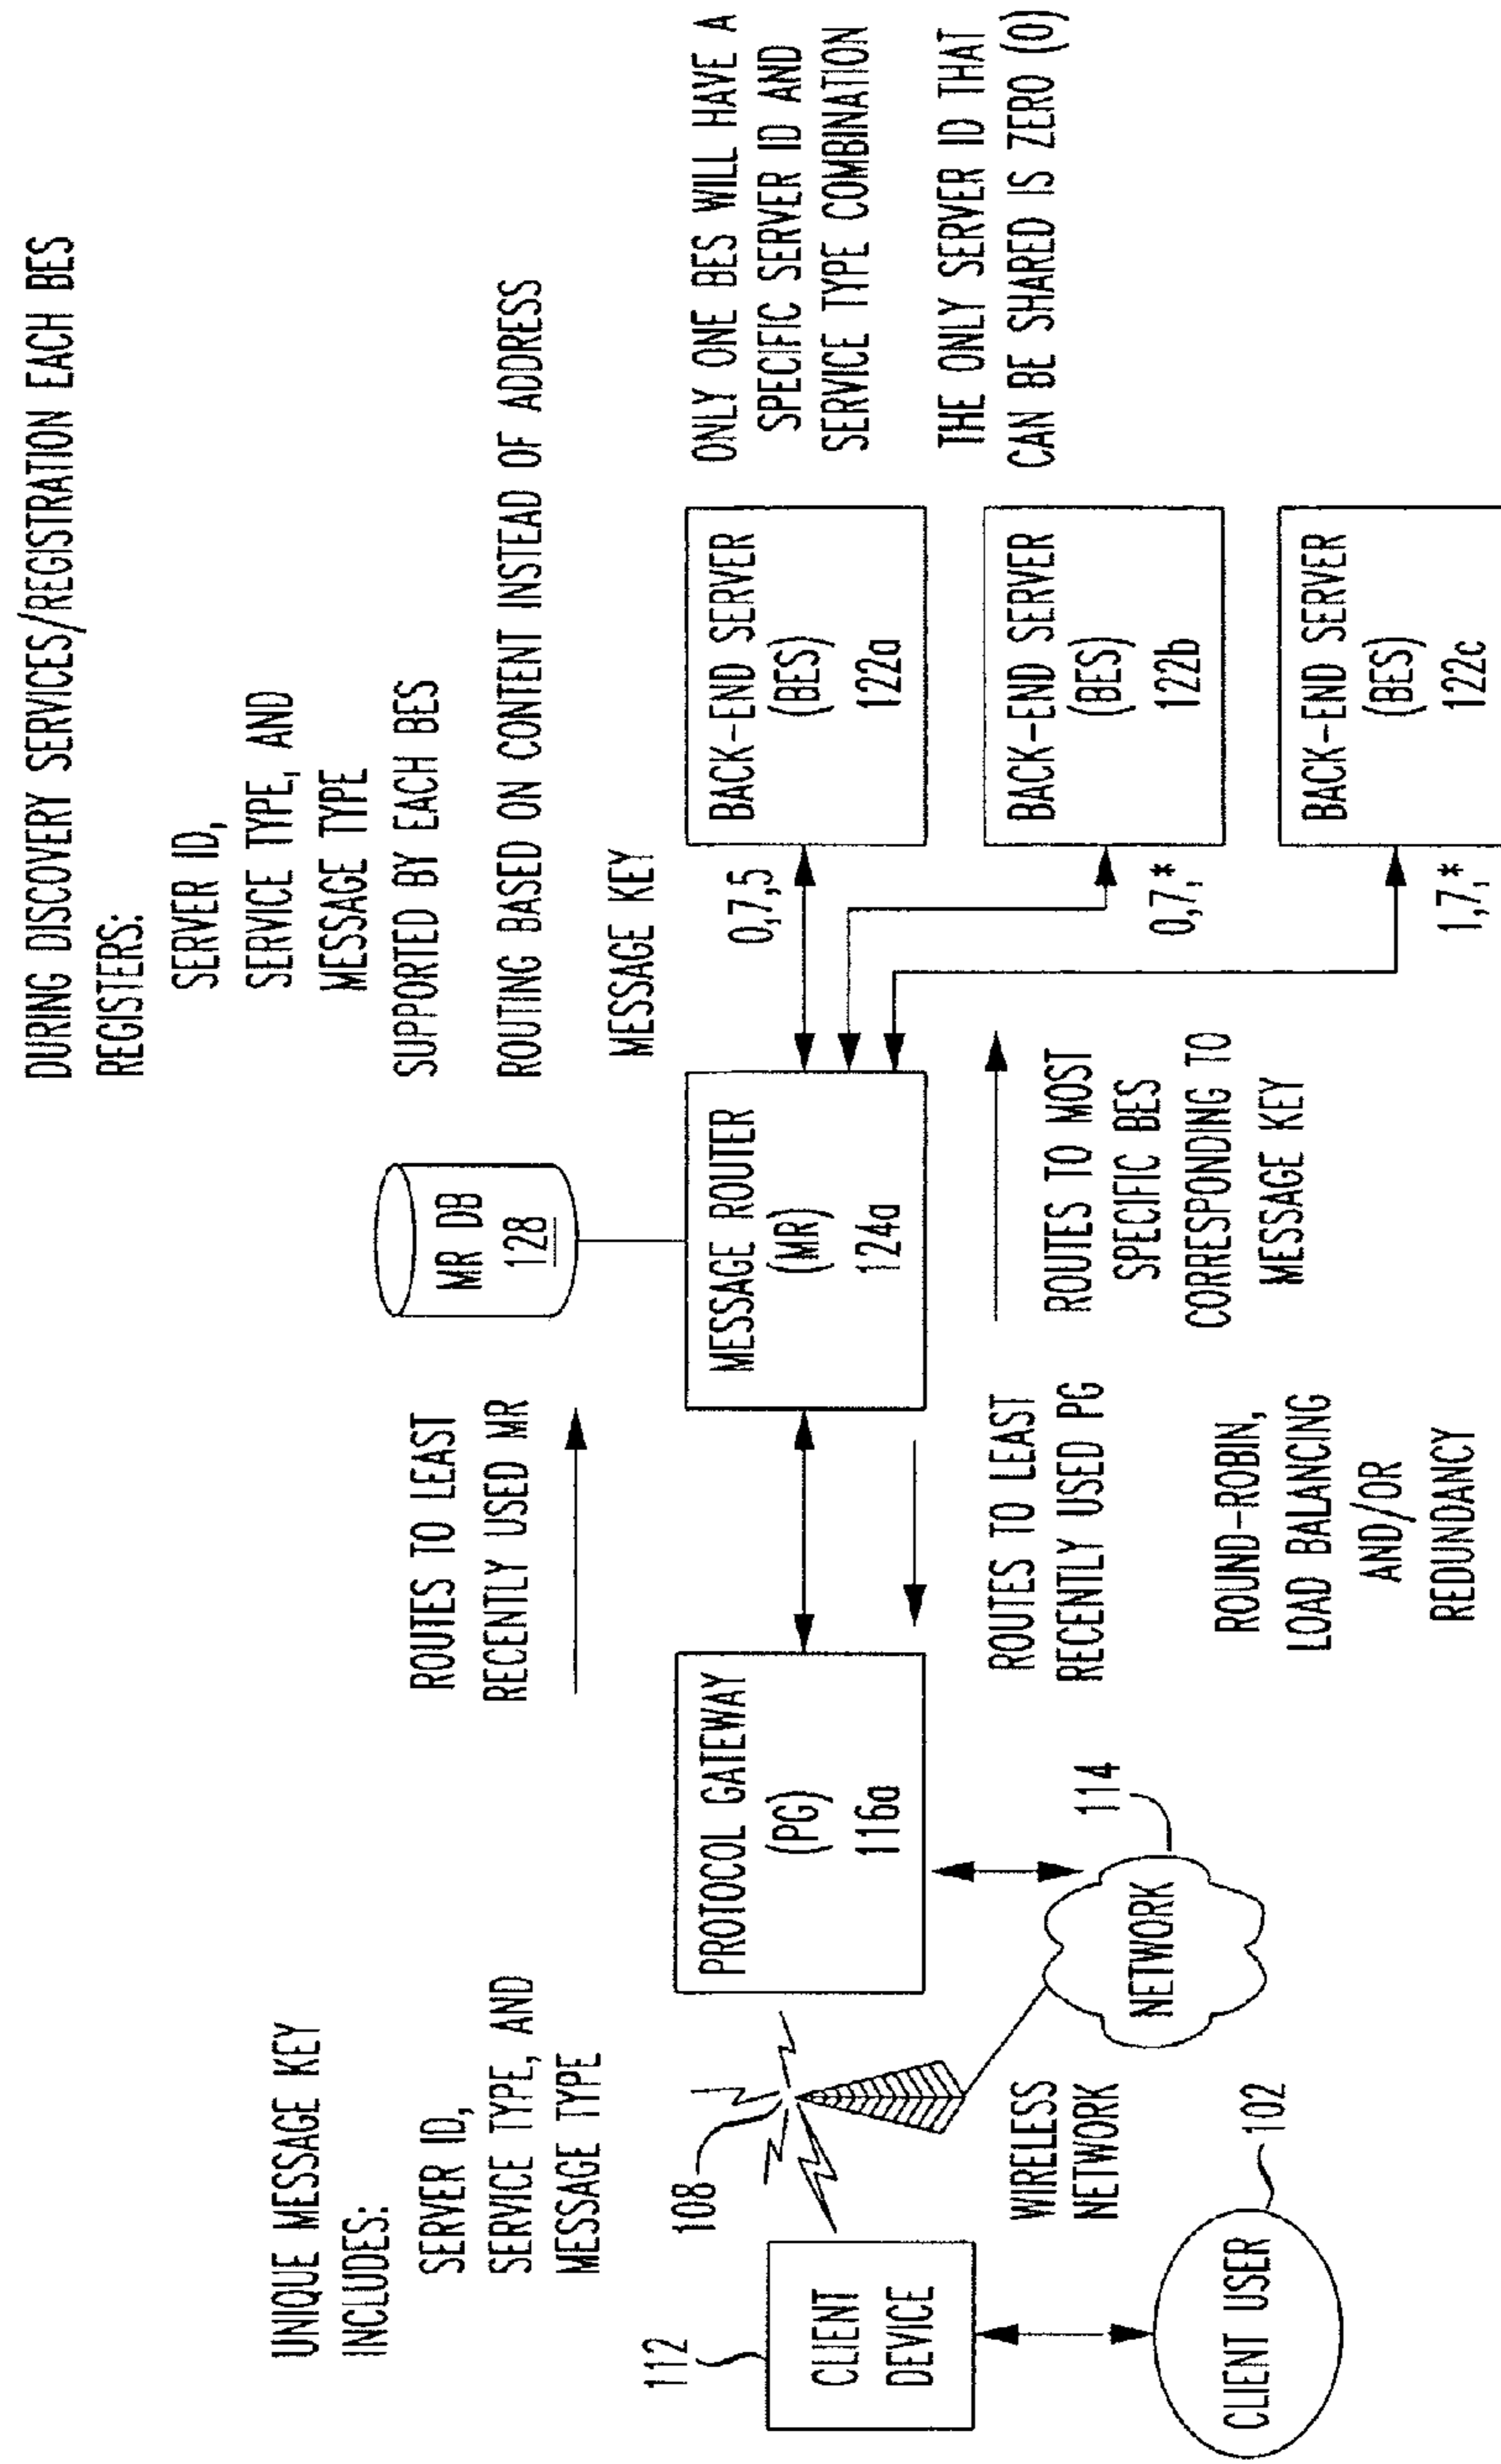 DURING DISCOVERY SERVICES/REGISTRATION EACH BES
REGISTERS:
SERVER ID,
SERVICE TYPE, AND
MESSAGE TYPE
SUPPORTED BY EACH BES
ROUTING BASED ON CONTENT INSTEAD OF ADDRESS
UNIQUE MESSAGE KEY
INCLUDES:
SERVER ID,
SERVICE TYPE, AND
MESSAGE TYPE
ROUTES TO LEAST
RECENTLY USED MR
MR DB
128
MESSAGE KEY
112
CLIENT
DEVICE
108
WIRELESS
NETWORK
CLIENT USER
102
PROTOCOL GATEWAY
(PG)
116a
NETWORK
114
MESSAGE ROUTER
(MR)
124a
ROUTES TO LEAST
RECENTLY USED PG
ROUND-ROBIN,
LOAD BALANCING
AND/OR
REDUNDANCY
ROUTES TO MOST
SPECIFIC BES
CORRESPONDING TO
MESSAGE KEY
0,7,5
0,7,*
1,7,*
BACK-END SERVER
(BES)
122a
BACK-END SERVER
(BES)
122b
BACK-END SERVER
(BES)
122c
ONLY ONE BES WILL HAVE A
SPECIFIC SERVER ID AND
SERVICE TYPE COMBINATION
THE ONLY SERVER ID THAT
CAN BE SHARED IS ZERO (0)